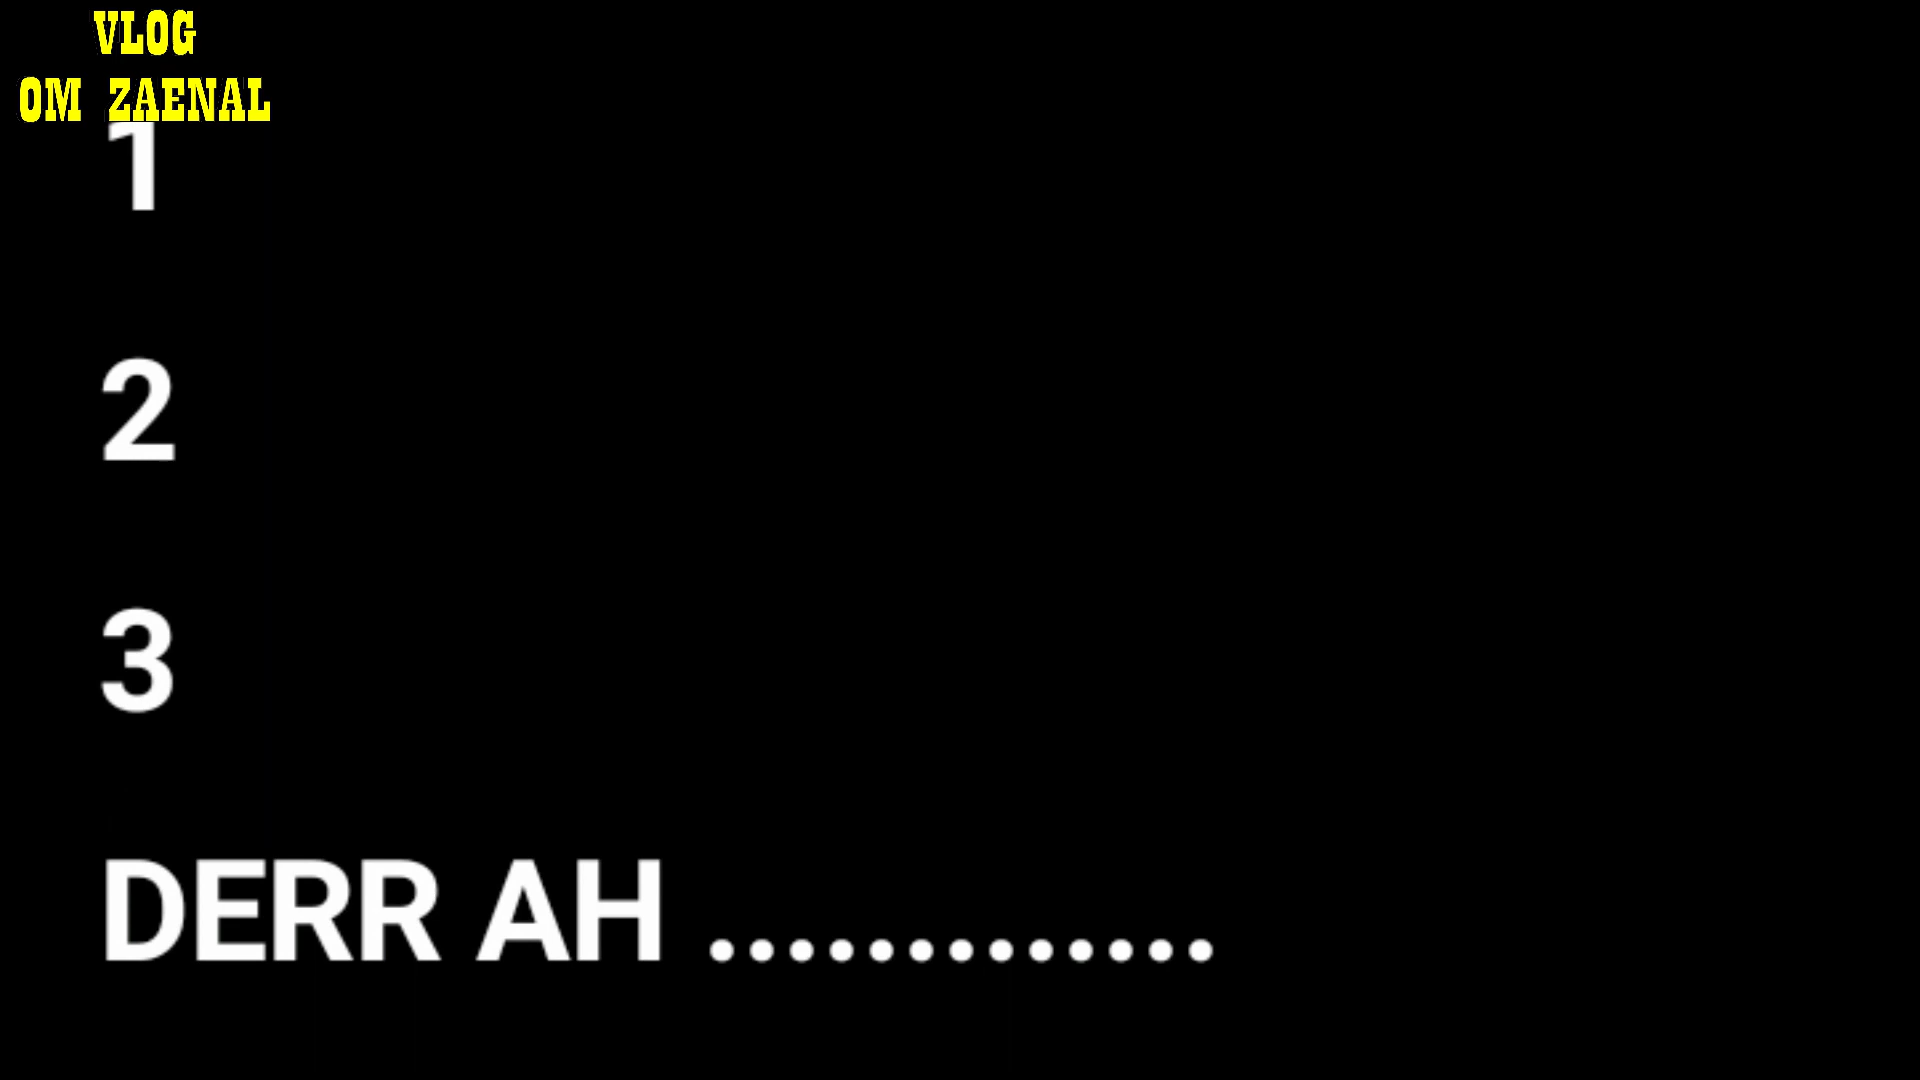 VLOG
OM ZAENAL
1
2
3
DERR AH .............